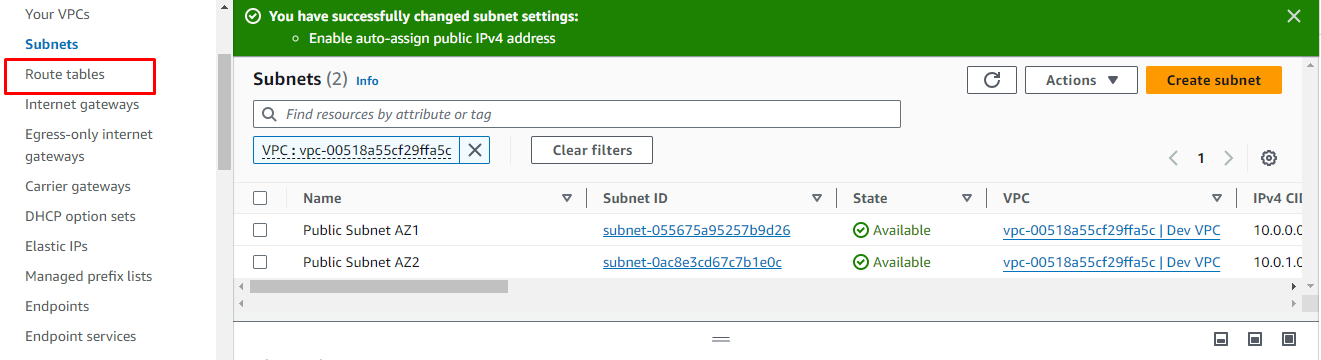 Your VPCs
Subnets
Route tables
Internet gateways
Egress-only internet
gateways
Carrier gateways
DHCP option sets
Elastic IPs
Managed prefix lists
Endpoints
Endpoint services
You have successfully changed subnet settings:
Enable auto-assign public IPv4 address
Subnets (2) Info
Actions
Create subnet
Find resources by attribute or tag
VPC : vpc-00518a55cf29ffa5c
Clear filters
1
Name Subnet ID State VPC IPv4 CID
Public Subnet AZ1 subnet-055675a95257b9d26 Available vpc-00518a55cf29ffa5c | Dev VPC 10.0.0.0
Public Subnet AZ2 subnet-0ac8e3cd67c7b1e0c Available vpc-00518a55cf29ffa5c | Dev VPC 10.0.1.0